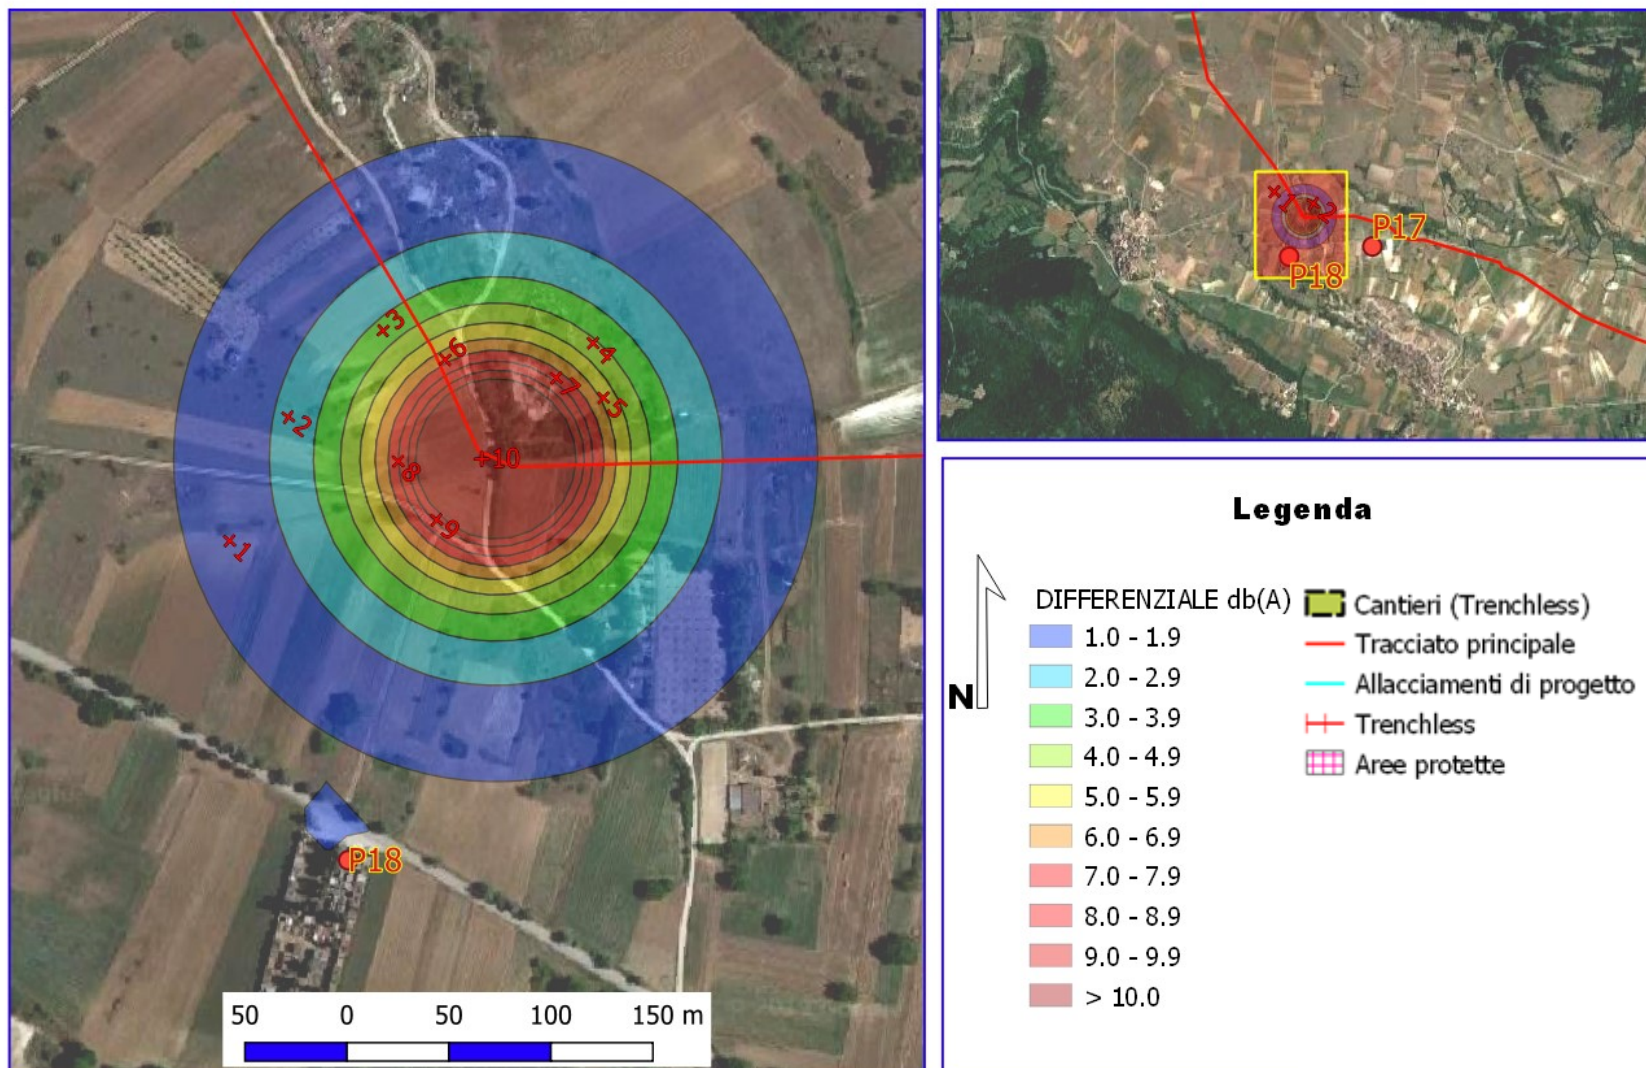 +3
+6
+4
+7
+5
+2
+10
+8
+9
+1
P18
50 0 50 100 150 m
+1
+2
P17
P18
Legenda
N
DIFFERENZIALE db(A)
1.0 - 1.9
2.0 - 2.9
3.0 - 3.9
4.0 - 4.9
5.0 - 5.9
6.0 - 6.9
7.0 - 7.9
8.0 - 8.9
9.0 - 9.9
> 10.0
Cantieri (Trenchless)
Tracciato principale
Allacciamenti di progetto
Trenchless
Aree protette